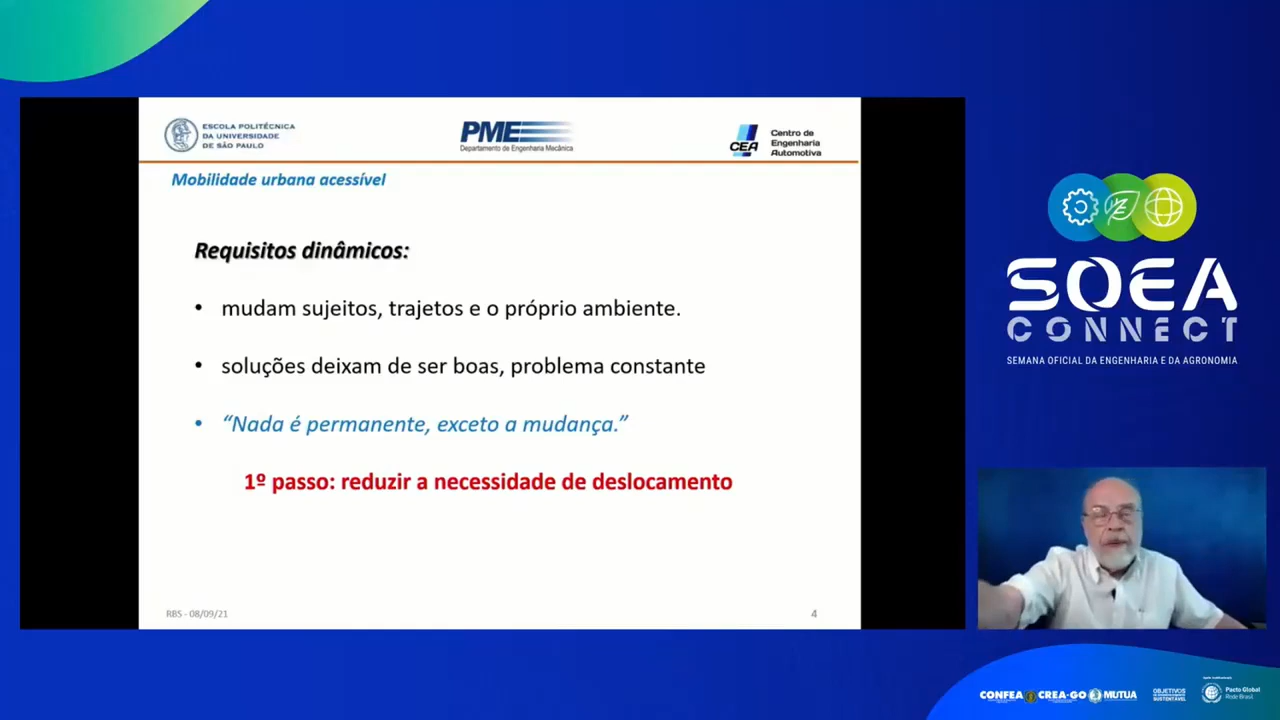 ESCOLA POLITÉCNICA
DA UNIVERSIDADE
DE SÃO PAULO
PME
Departamento de Engenharia Mecânica
CEA
Centro de
Engenharia
Automotiva
Mobilidade urbana acessível
Requisitos dinâmicos:
• mudam sujeitos, trajetos e o próprio ambiente.
• soluções deixam de ser boas, problema constante
• “Nada é permanente, exceto a mudança.”
1º passo: reduzir a necessidade de deslocamento
RBS - 08/09/21
4
SOEA
CONNECT
SEMANA OFICIAL DA ENGENHARIA E DA AGRONOMIA
CONFEA
CREA-GO
MUTUA
OBJETIVOS
SUSTENTÁVEL
Pacto Global
Rede Brasil